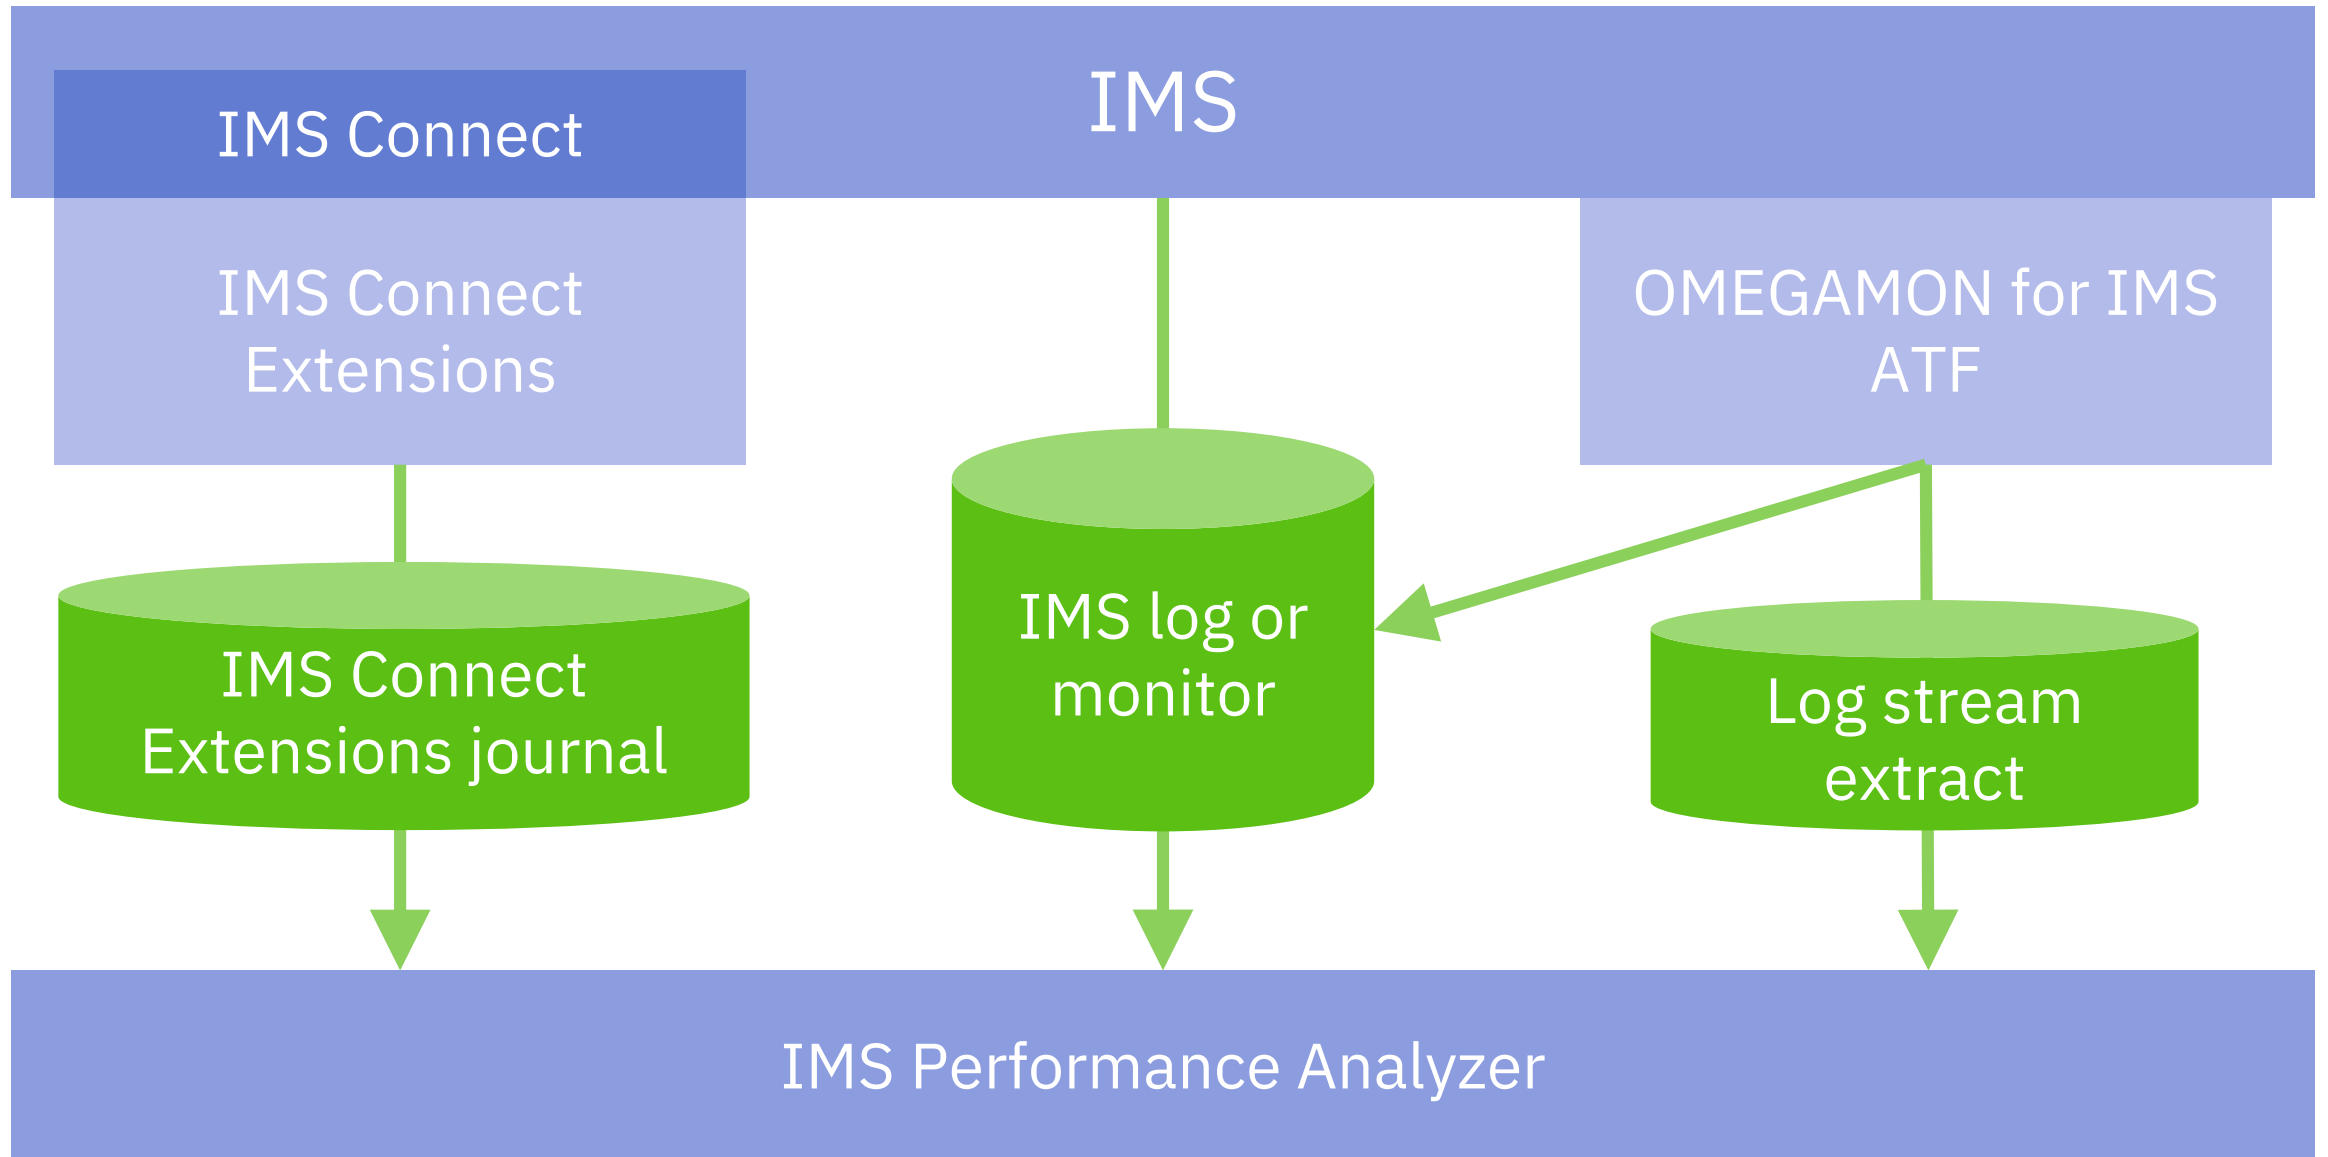 IMS
IMS Connect
IMS Connect
Extensions
OMEGAMON for IMS
ATF
IMS Connect
Extensions journal
IMS log or
monitor
Log stream
extract
IMS Performance Analyzer